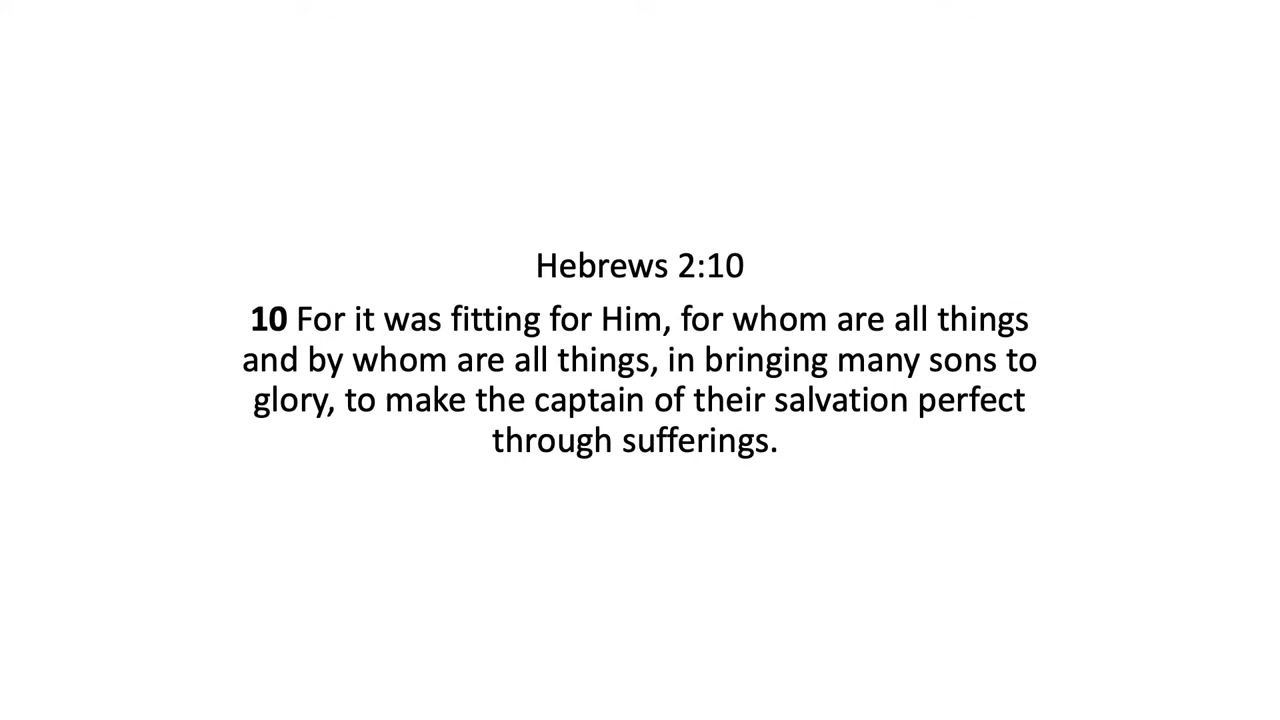 Hebrews 2:10
10 For it was fitting for Him, for whom are all things
and by whom are all things, in bringing many sons to
glory, to make the captain of their salvation perfect
through sufferings.